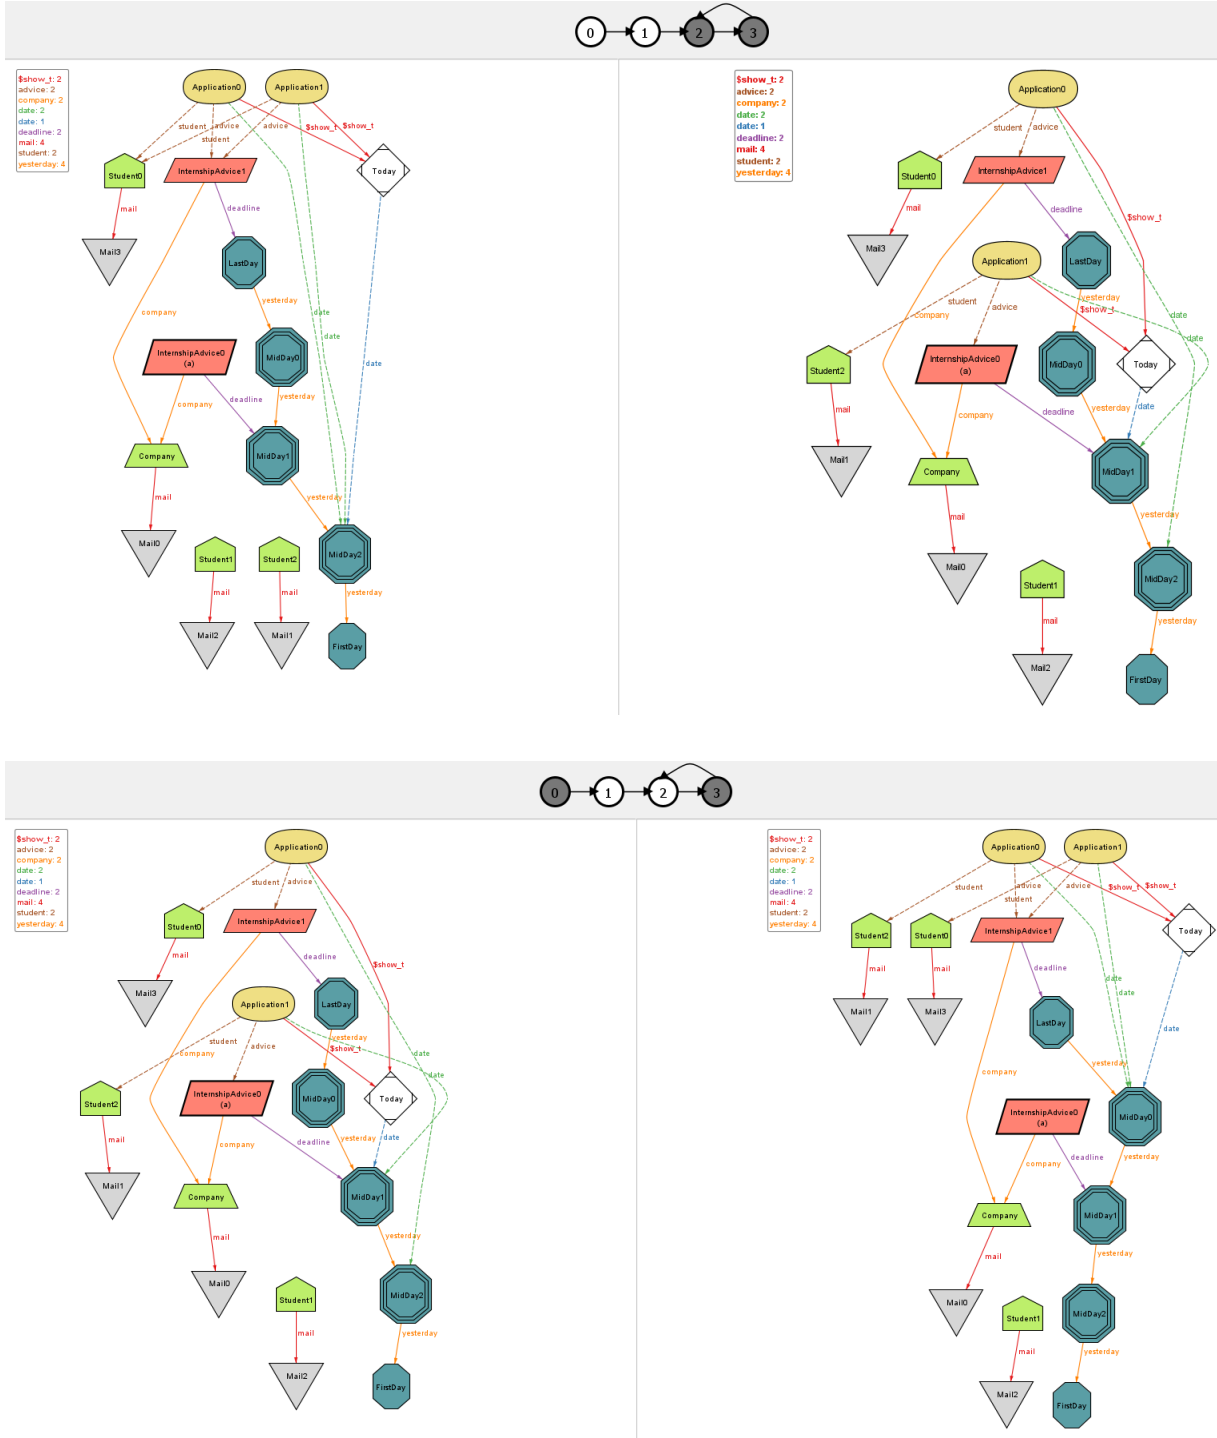 0 1 2 3
$show_t: 2
advice: 2
company: 2
date: 2
date: 1
deadline: 2
mail: 4
student: 2
yesterday: 4
Application0
Application1
student
advice
student
advice
$show_t
$show_t
Student0
InternshipAdvice1
Today
mail
deadline
Mail3
LastDay
yesterday
company
date
date
InternshipAdvice0
(a)
MidDay0
date
company
deadline
yesterday
Company
MidDay1
mail
yesterday
Mail0
Student1
Student2
MidDay2
mail
mail
yesterday
Mail2
Mail1
FirstDay
$show_t: 2
advice: 2
company: 2
date: 2
date: 1
deadline: 2
mail: 4
student: 2
yesterday: 4
Application0
student
advice
Student0
InternshipAdvice1
mail
deadline
$show_t
Mail3
Application1
LastDay
student
yesterday
company
advice
$show_t
date
date
Student2
InternshipAdvice0
(a)
MidDay0
Today
mail
company
deadline
yesterday
date
Mail1
Company
MidDay1
mail
yesterday
Mail0
Student1
MidDay2
mail
yesterday
Mail2
FirstDay
0 1 2 3
$show_t: 2
advice: 2
company: 2
date: 2
date: 1
deadline: 2
mail: 4
student: 2
yesterday: 4
Application0
student
advice
Student0
InternshipAdvice1
mail
deadline
$show_t
Mail3
Application1
LastDay
yesterday
student
company
advice
$show_t
date
date
Student2
InternshipAdvice0
(a)
MidDay0
Today
mail
company
deadline
yesterday
date
Mail1
Company
MidDay1
mail
yesterday
Mail0
Student1
MidDay2
mail
yesterday
Mail2
FirstDay
$show_t: 2
advice: 2
company: 2
date: 2
date: 1
deadline: 2
mail: 4
student: 2
yesterday: 4
Application0
Application1
student
advice
student
advice
$show_t
$show_t
Student2
Student0
InternshipAdvice1
Today
mail
mail
deadline
date
date
Mail1
Mail3
LastDay
date
company
yesterday
InternshipAdvice0
(a)
MidDay0
company
deadline
yesterday
Company
MidDay1
mail
yesterday
Mail0
Student1
MidDay2
mail
yesterday
Mail2
FirstDay